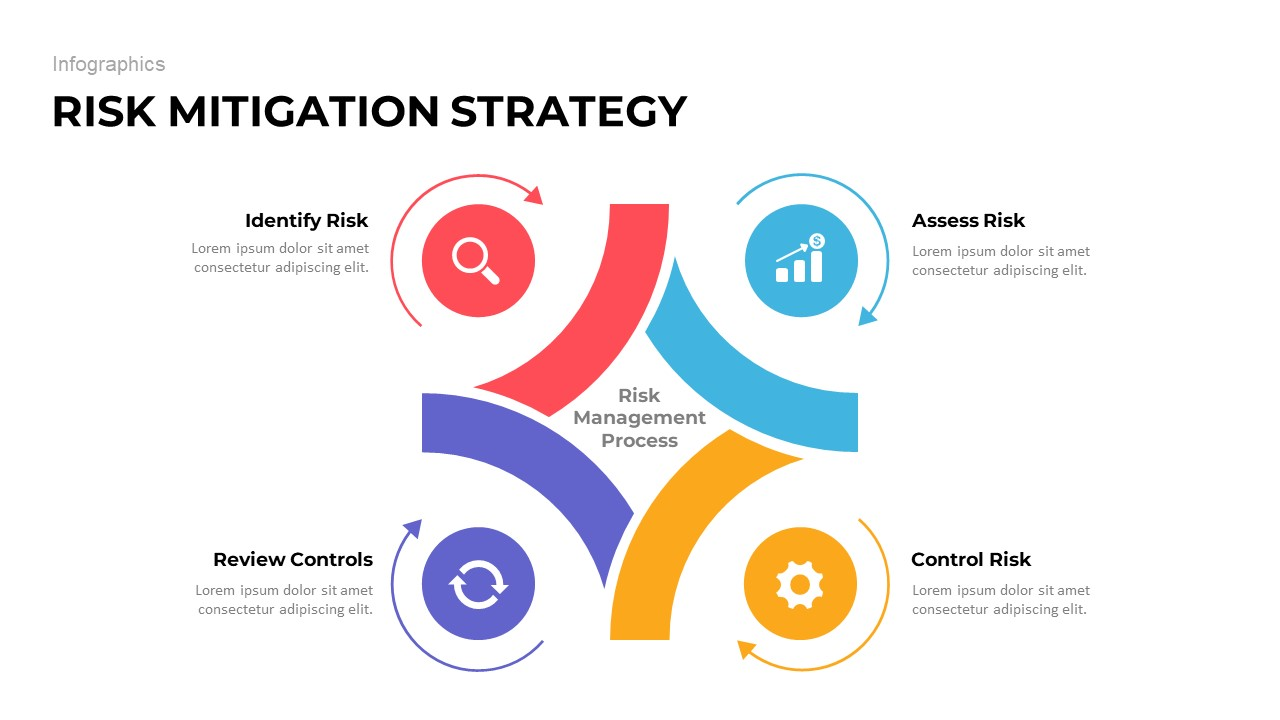 Infographics
RISK MITIGATION STRATEGY
Identify Risk
Lorem ipsum dolor sit amet
consectetur adipiscing elit.
$
Assess Risk
Lorem ipsum dolor sit amet
consectetur adipiscing elit.
Risk
Management
Process
Review Controls
Lorem ipsum dolor sit amet
consectetur adipiscing elit.
Control Risk
Lorem ipsum dolor sit amet
consectetur adipiscing elit.